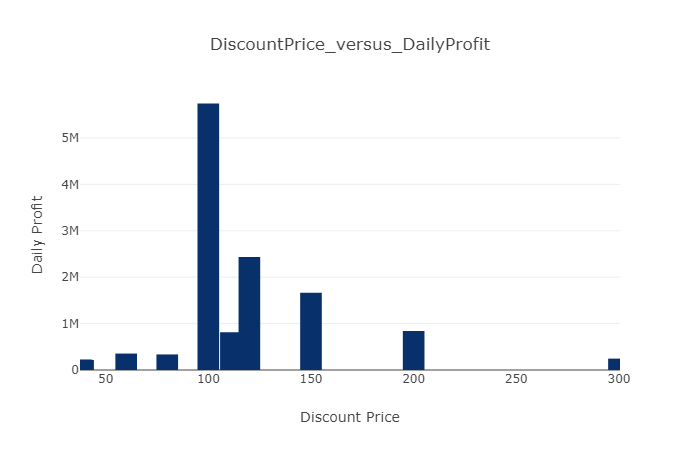 DiscountPrice_versus_DailyProfit
5M
4M
3M
2M
1M
0
Daily Profit
50 100 150 200 250 300
Discount Price